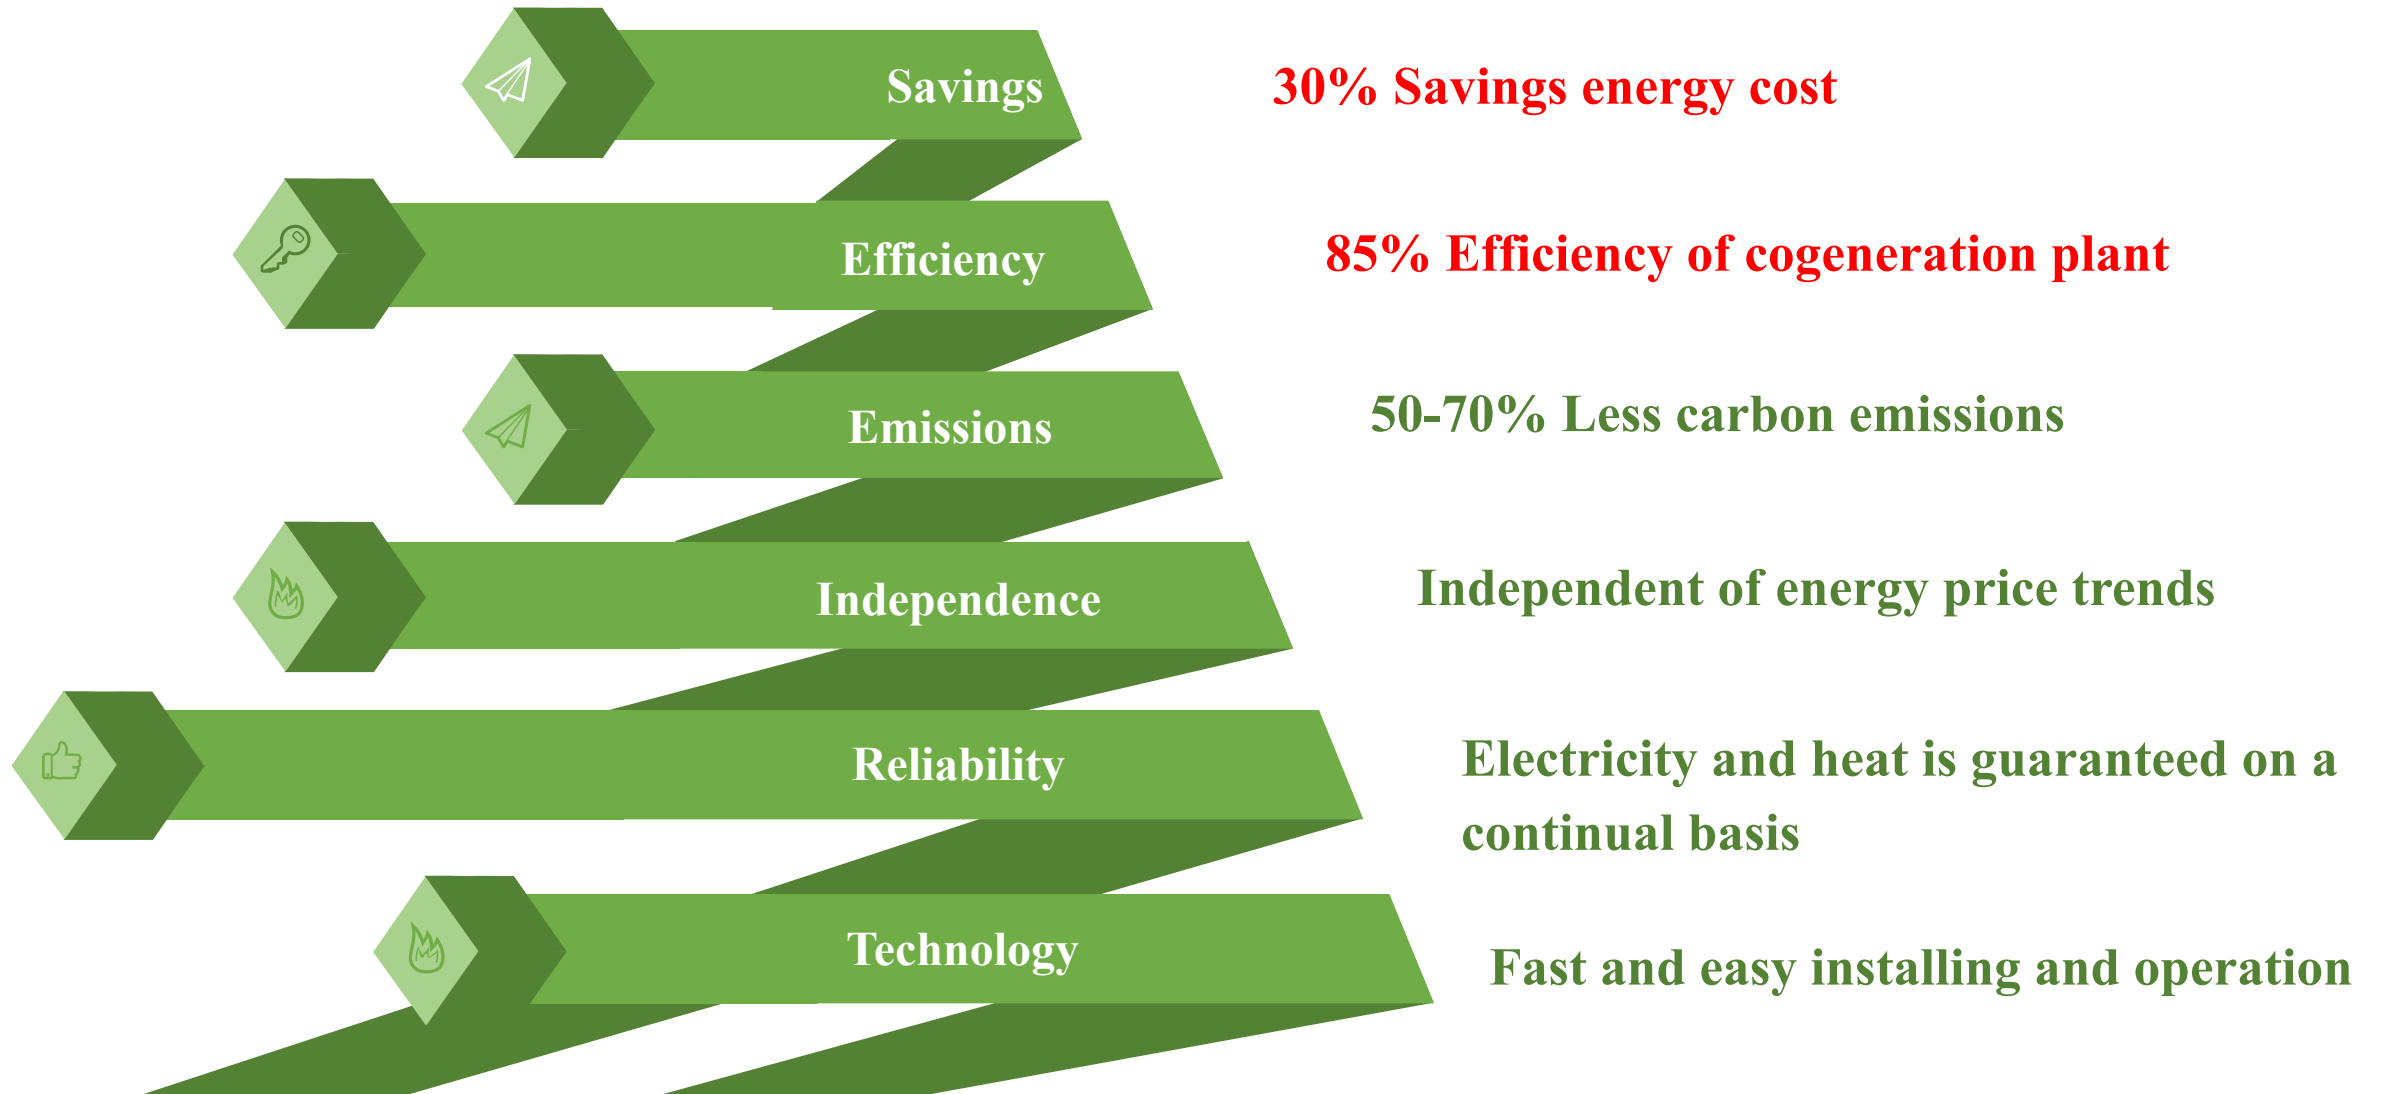 Savings
30% Savings energy cost
Efficiency
85% Efficiency of cogeneration plant
Emissions
50-70% Less carbon emissions
Independence
Independent of energy price trends
Reliability
Electricity and heat is guaranteed on a
continual basis
Technology
Fast and easy installing and operation